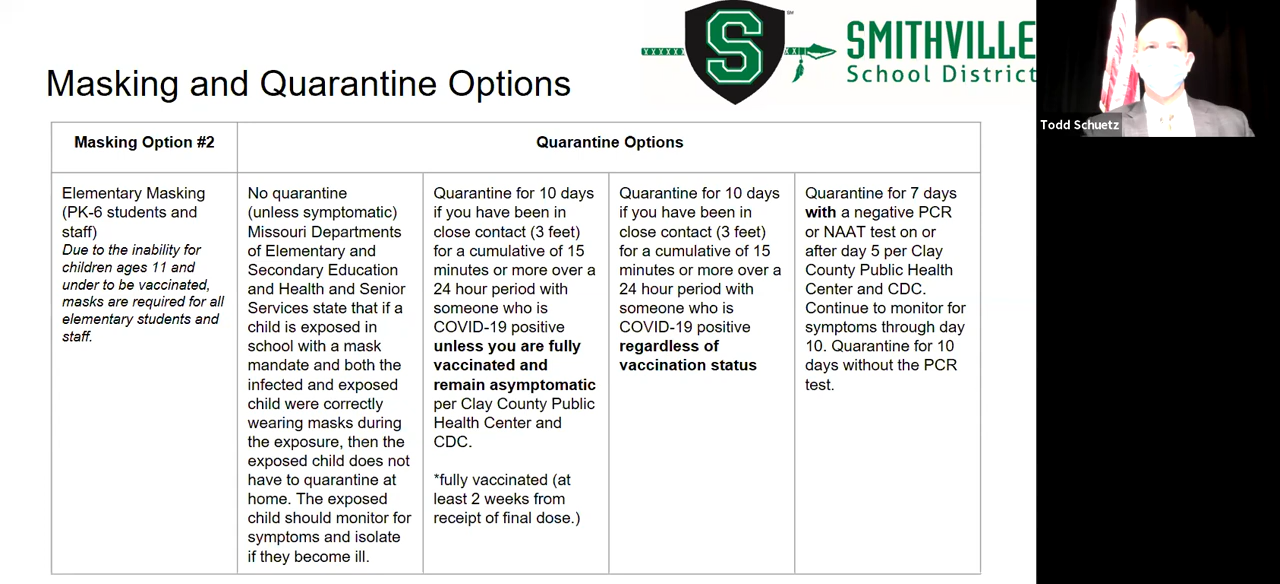 S
SM
SMITHVILLE
School District
Todd Schuetz
Masking and Quarantine Options
Masking Option #2
Quarantine Options
Elementary Masking
(PK-6 students and
staff)
Due to the inability for
children ages 11 and
under to be vaccinated,
masks are required for all
elementary students and
staff.
No quarantine
(unless symptomatic)
Missouri Departments
of Elementary and
Secondary Education
and Health and Senior
Services state that if a
child is exposed in
school with a mask
mandate and both the
infected and exposed
child were correctly
wearing masks during
the exposure, then the
exposed child does not
have to quarantine at
home. The exposed
child should monitor for
symptoms and isolate
if they become ill.
Quarantine for 10 days
if you have been in
close contact (3 feet)
for a cumulative of 15
minutes or more over a
24 hour period with
someone who is
COVID-19 positive
unless you are fully
vaccinated and
remain asymptomatic
per Clay County Public
Health Center and
CDC.
*fully vaccinated (at
least 2 weeks from
receipt of final dose.)
Quarantine for 10 days
if you have been in
close contact (3 feet)
for a cumulative of 15
minutes or more over a
24 hour period with
someone who is
COVID-19 positive
regardless of
vaccination status
Quarantine for 7 days
with a negative PCR
or NAAT test on or
after day 5 per Clay
County Public Health
Center and CDC.
Continue to monitor for
symptoms through day
10. Quarantine for 10
days without the PCR
test.